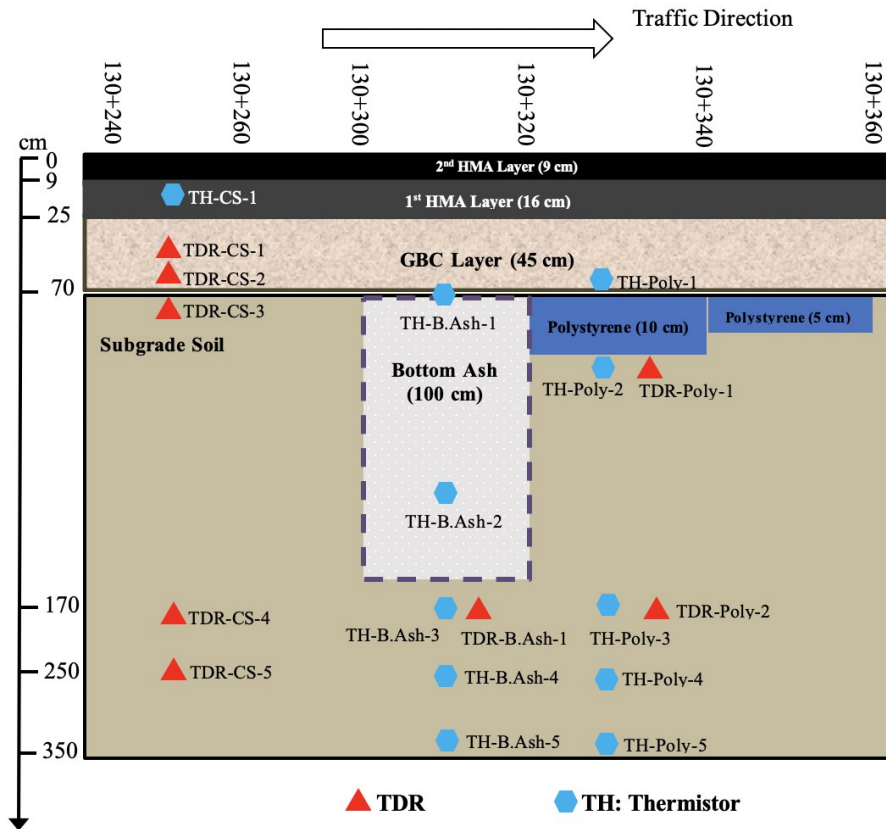 Traffic Direction
130+240
130+260
130+300
130+320
130+340
130+360
cm
0
2nd HMA Layer (9 cm)
9
TH-CS-1
1st HMA Layer (16 cm)
25
TDR-CS-1
GBC Layer (45 cm)
TDR-CS-2
TH-Poly-1
70
TDR-CS-3
TH-B.Ash-1
Polystyrene (10 cm)
Polystyrene (5 cm)
Subgrade Soil
Bottom Ash
(100 cm)
TH-Poly-2
TDR-Poly-1
TH-B.Ash-2
170
TDR-CS-4
TH-B.Ash-3
TDR-B.Ash-1
TH-Poly-3
TDR-Poly-2
250
TDR-CS-5
TH-B.Ash-4
TH-Poly-4
350
TH-B.Ash-5
TH-Poly-5
TDR
TH: Thermistor